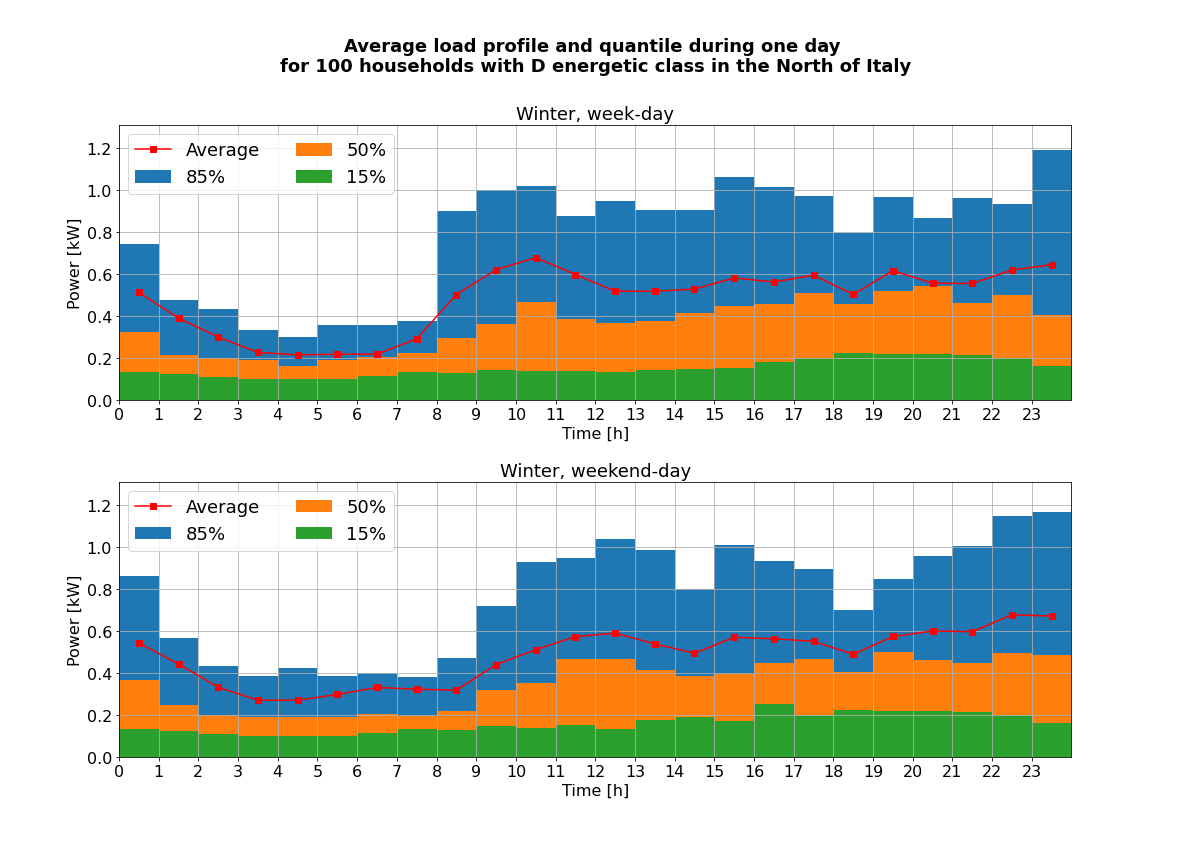 Average load profile and quantile during one day
for 100 households with D energetic class in the North of Italy
Winter, week-day
Average
85%
50%
15%
Power [kW]
1.2
1.0
0.8
0.6
0.4
0.2
0.0
0 1 2 3 4 5 6 7 8 9 10 11 12 13 14 15 16 17 18 19 20 21 22 23
Time [h]
Winter, weekend-day
Average
85%
50%
15%
Power [kW]
1.2
1.0
0.8
0.6
0.4
0.2
0.0
0 1 2 3 4 5 6 7 8 9 10 11 12 13 14 15 16 17 18 19 20 21 22 23
Time [h]